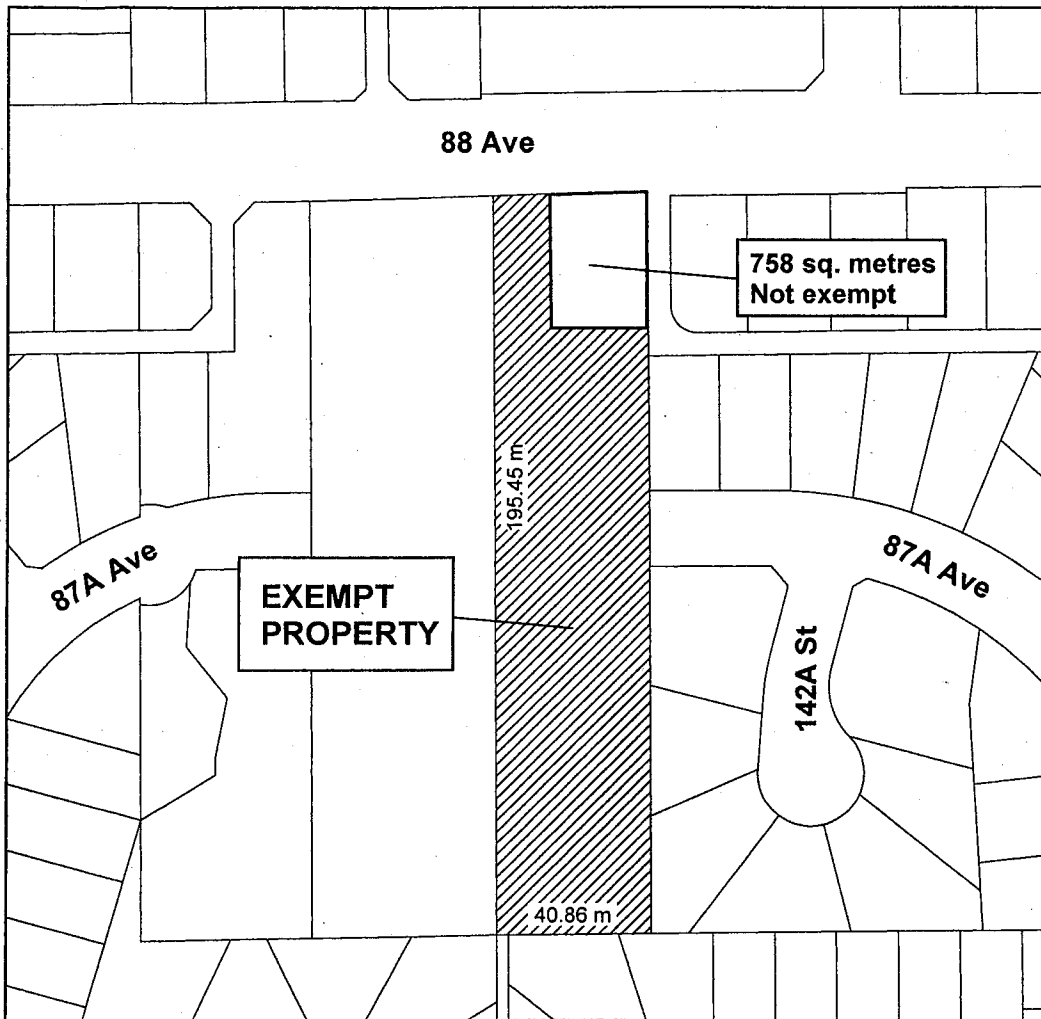 88 Ave
758 sq. metres
Not exempt
195.45 m
87A Ave
87A Ave
EXEMPT
PROPERTY
142A St
40.86 m